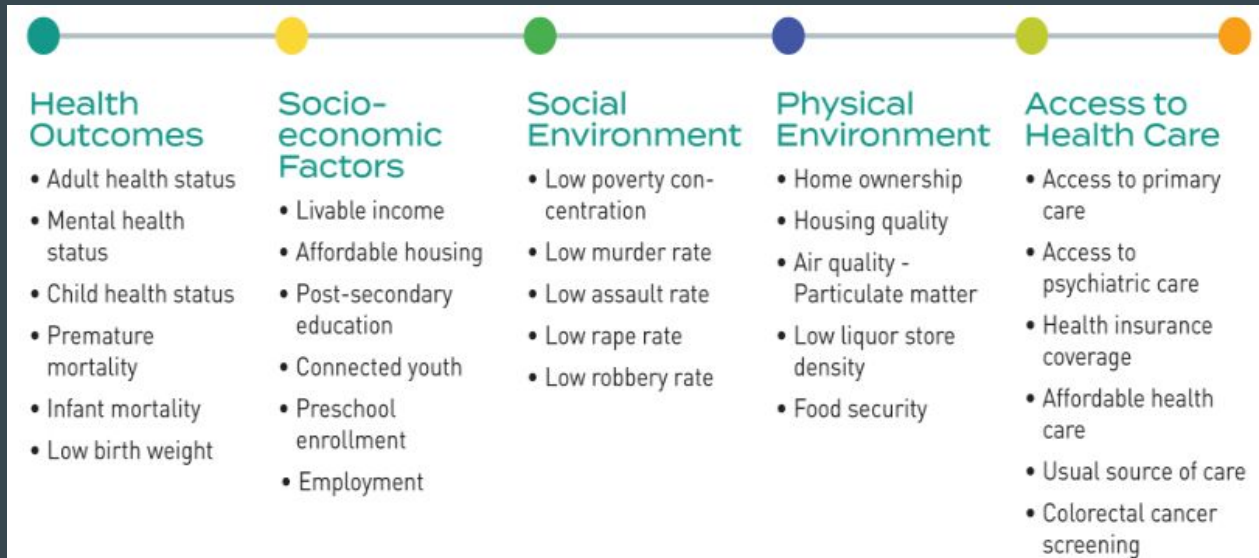 Health
Outcomes
• Adult health status
• Mental health
status
• Child health status
• Premature
mortality
• Infant mortality
• Low birth weight
Socio-
economic
Factors
• Livable income
• Affordable housing
• Post-secondary
education
• Connected youth
• Preschool
enrollment
• Employment
Social
Environment
• Low poverty con-
centration
• Low murder rate
• Low assault rate
• Low rape rate
• Low robbery rate
Physical
Environment
• Home ownership
• Housing quality
• Air quality -
Particulate matter
• Low liquor store
density
• Food security
Access to
Health Care
• Access to primary
care
• Access to
psychiatric care
• Health insurance
coverage
• Affordable health
care
• Usual source of care
• Colorectal cancer
screening